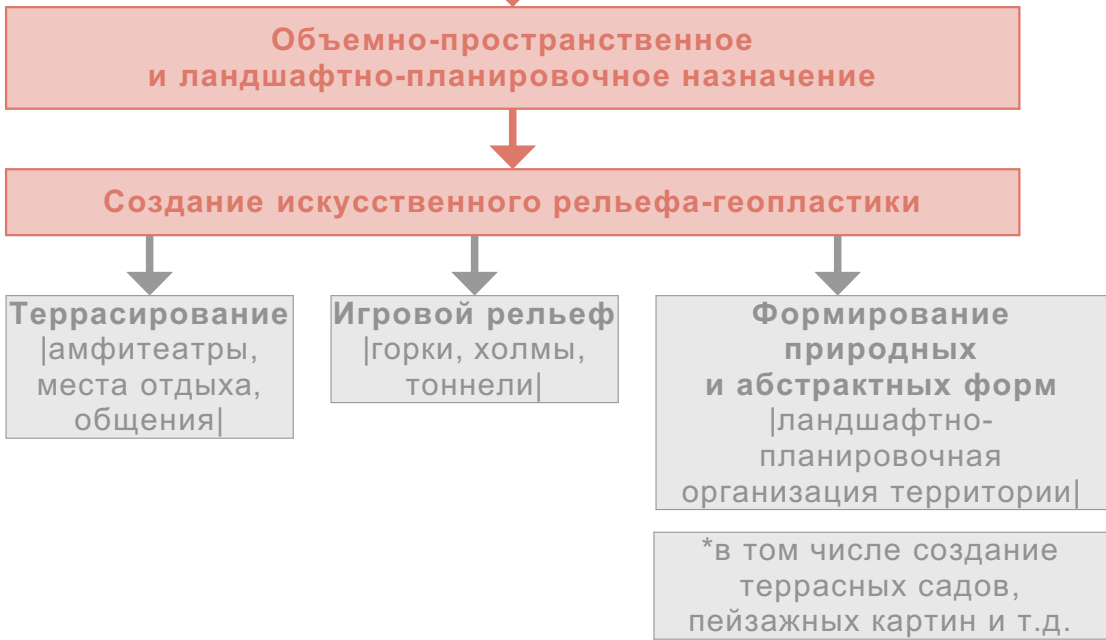 Объемно-пространственное
и ландшафтно-планировочное назначение
Создание искусственного рельефа-геопластики
Террасирование
|амфитеатры,
места отдыха,
общения|
Игровой рельеф
|горки, холмы,
тоннели|
Формирование
природных
и абстрактных форм
|ландшафтно-
планировочная
организация территории|
*в том числе создание
террасных садов,
пейзажных картин и т.д.